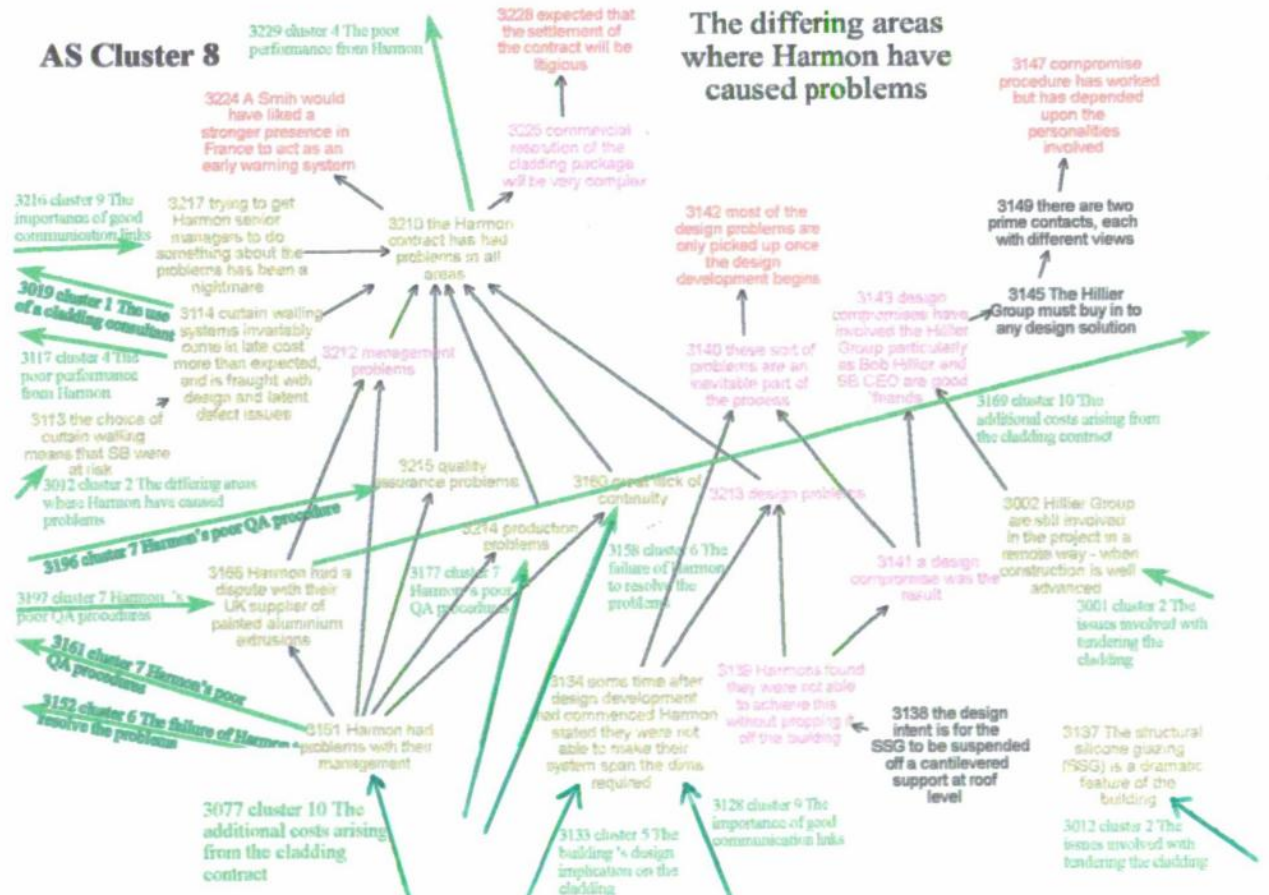 AS Cluster 8
3229 cluster 4 The poor
performance from Harmon
3228 expected that
the settlement of
the contract will be
litigious
The differing areas
where Harmon have
caused problems
3147 compromise
procedure has worked
but has depended
upon the
personalities
involved
3224 A Smih would
have liked a
stronger presence in
France to act as an
early warning system
3225 commercial
resolution of the
cladding package
will be very complex
3216 cluster 9 The
importance of good
communication links
3217 trying to get
Harmon senior
managers to do
something about the
problems has been a
nightmare
3210 the Harmon
contract has had
problems in all
areas
3142 most of the
design problems are
only picked up once
the design
development begins
3149 there are two
prime contacts, each
with different views
3019 cluster 1 The use
of a cladding consultant
3114 curtain walling
systems invariably
come in late cost
more than expected,
and is fraught with
design and latent
defect issues
3212 management
problems
3143 design
compromises have
involved the Hillier
Group particularly
as Bob Hillier and
SB CEO are good
friends
3145 The Hillier
Group must buy in to
any design solution
3117 cluster 4 The
poor performance
from Harmon
3140 these sort of
problems are an
inevitable part of
the process
3169 cluster 10 The
additional costs arising from
the cladding contract
3113 the choice of
curtain walling
means that SB were
at risk
3012 cluster 2 The differing areas
where Harmon have caused
problems
3215 quality
assurance problems
3160 great lack of
continuity
3213 design problems
3002 Hillier Group
are still involved
in the project in a
remote way - when
construction is well
advanced
3196 cluster 7 Harmon's poor QA procedure
3214 production
problems
3158 cluster 6 The
failure of Harmon
to resolve the
problems
3177 cluster 7
Harmon's poor
QA procedures
3141 a design
compromise was the
result
3197 cluster 7 Harmon 's
poor QA procedures
3166 Harmon had a
dispute with their
UK supplier of
painted aluminium
extrusions
3001 cluster 2 The
issues involved with
tendering the
cladding
3161 cluster 7 Harmon's poor
QA procedures
3152 cluster 6 The failure of Harmon
resolve the problems
3151 Harmon had
problems with their
management
3134 some time after
design development
had commenced Harmon
stated they were not
able to make their
system span the dims
required
3139 Harmons found
they were not able
to achieve this
without propping it
off the building
3138 the design
intent is for the
SSG to be suspended
off a cantilevered
support at roof
level
3137 The structural
silicone glazing
(SSG) is a dramatic
feature of the
building
3077 cluster 10 The
additional costs arising
from the cladding
contract
3133 cluster 5 The
building 's design
implication on the
cladding
3128 cluster 9 The
importance of good
communication links
3012 cluster 2 The
issues involved with
tendering the cladding